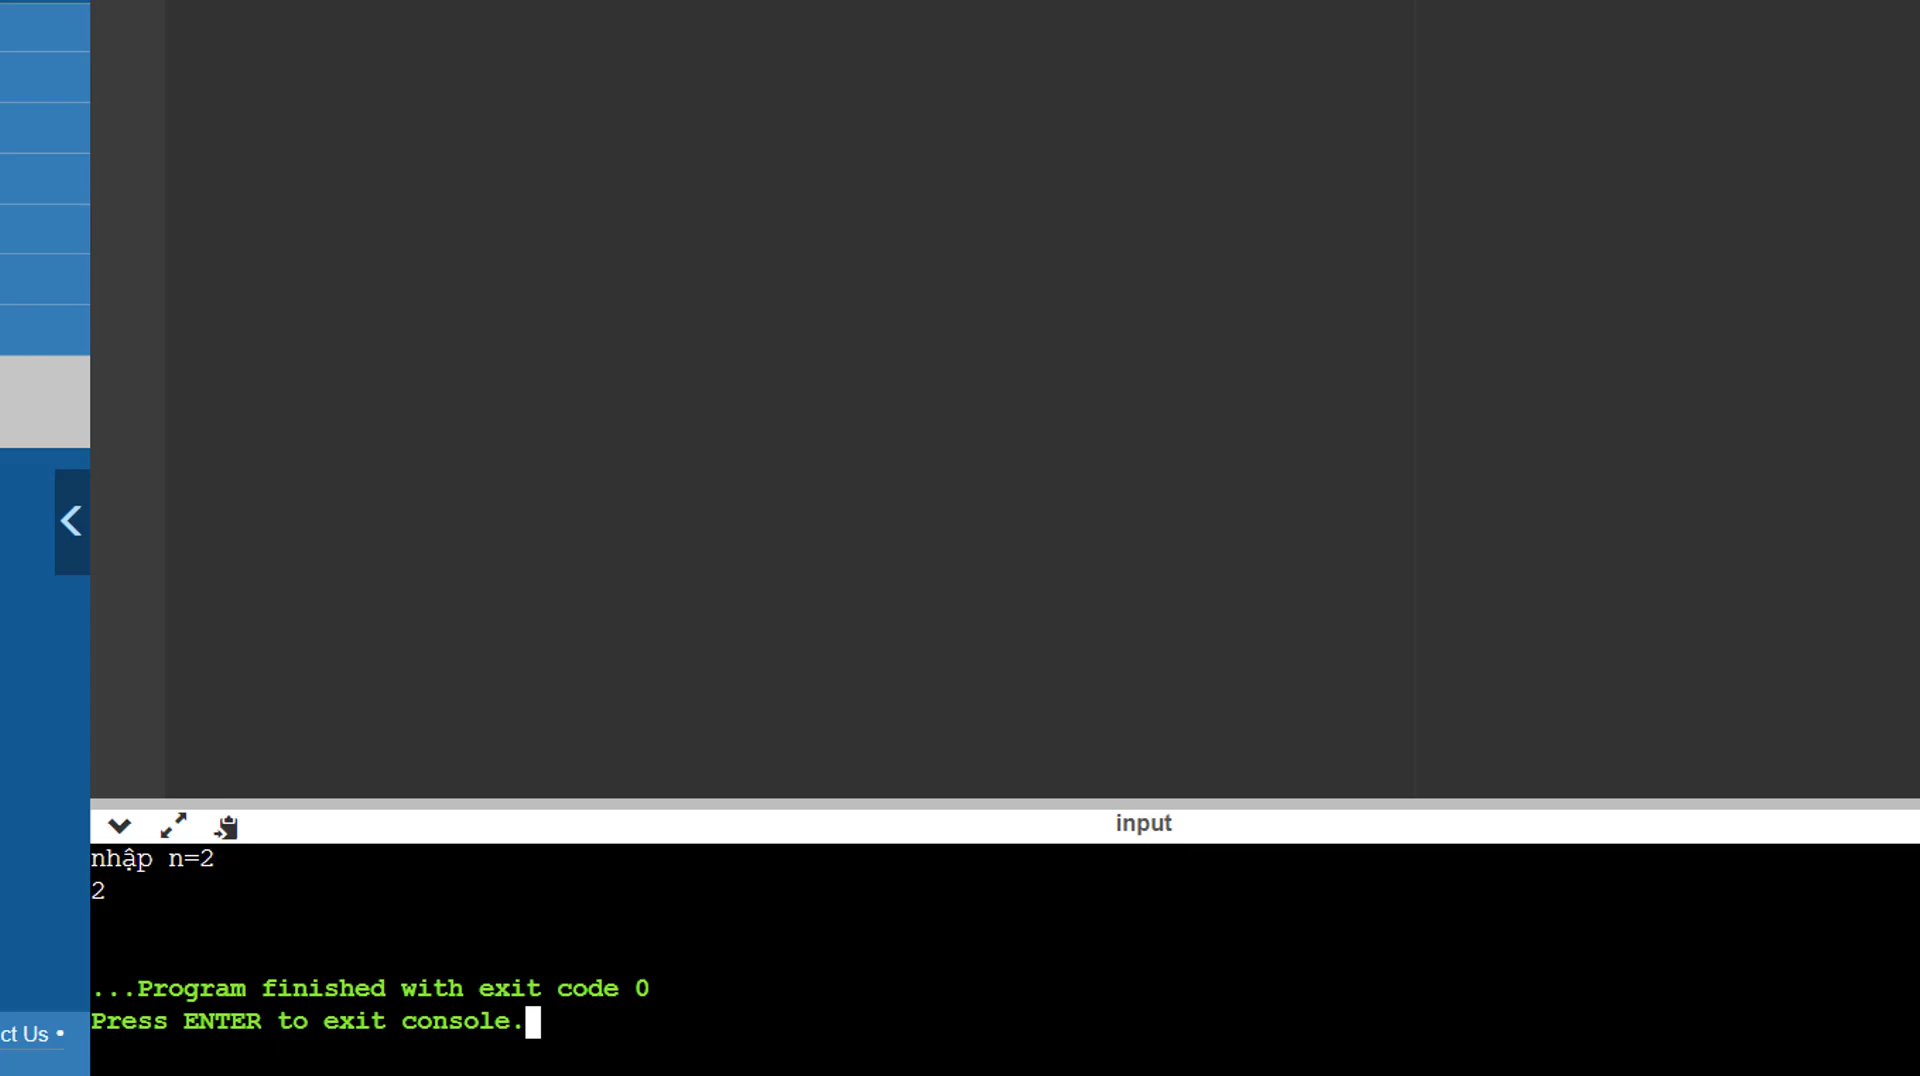 input
nhập n=2
2
...Program finished with exit code 0
Press ENTER to exit console.
ct Us •